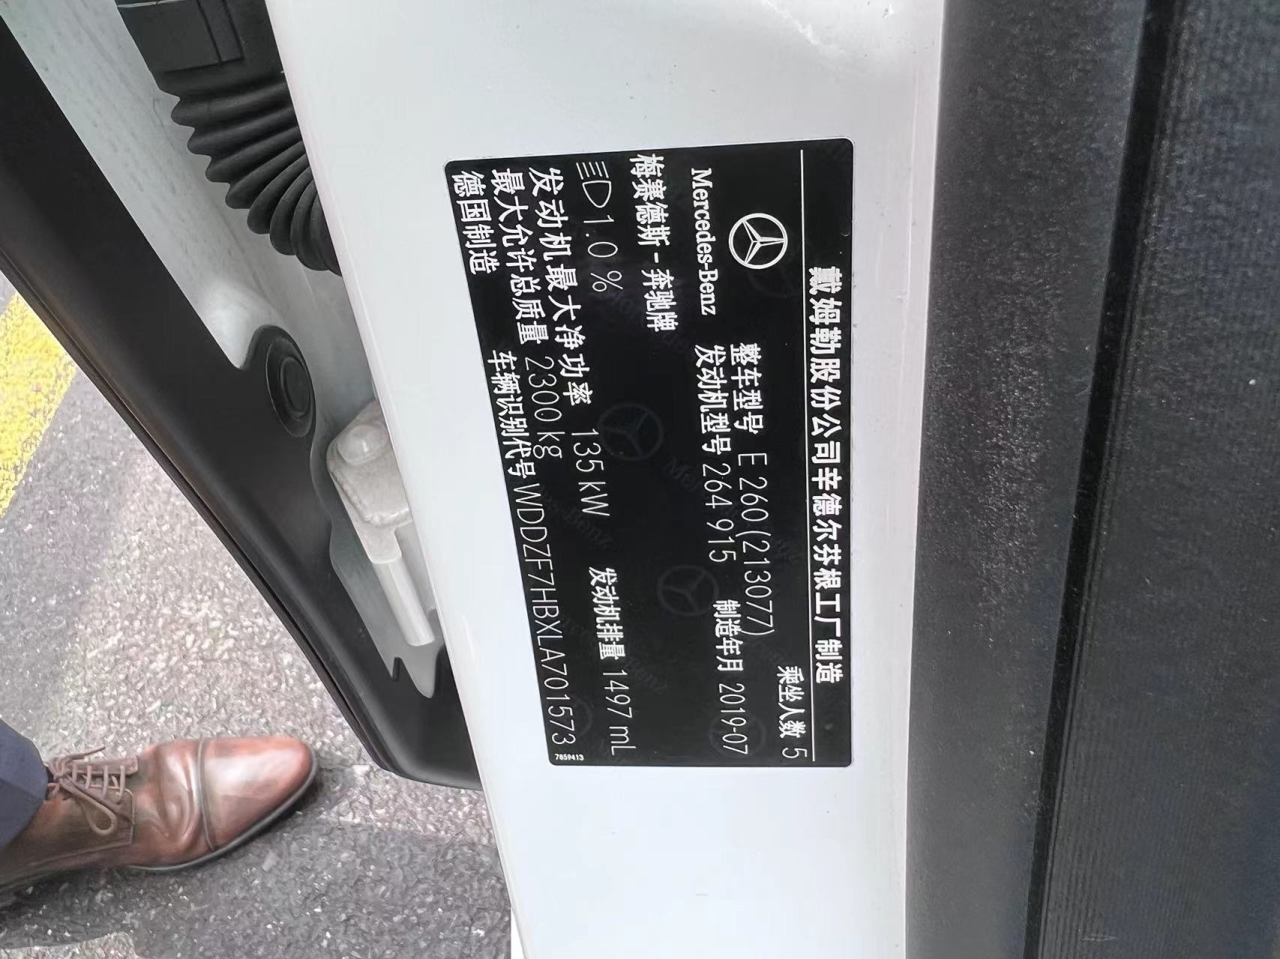 戴姆勒股份公司辛德尔芬根工厂制造
乘坐人数 5
Mercedes-Benz
整车型号 E 260(213077)
发动机型号 264 915
制造年月 2019-07
梅赛德斯-奔驰牌
1.0 %
发动机排量 1497 mL
发动机最大净功率 135 kW
最大允许总质量 2300 kg
车辆识别代号 WDDZF7HBXLA701573
德国制造
7859413